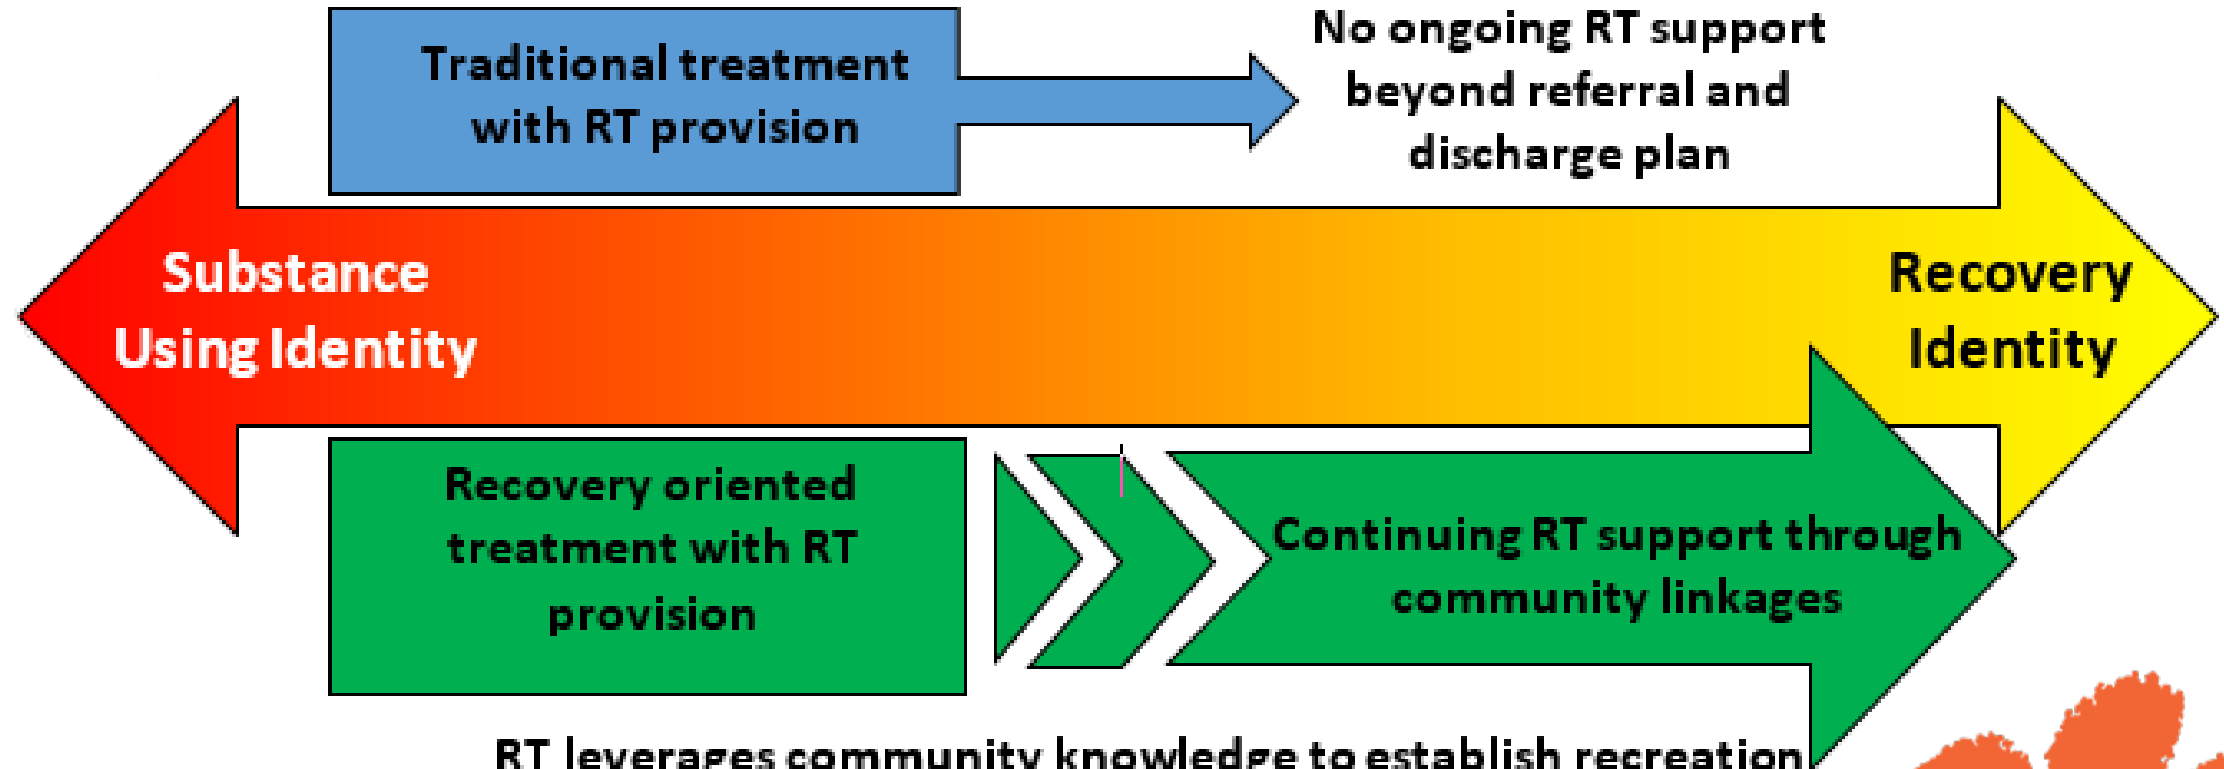 Traditional treatment
with RT provision
No ongoing RT support
beyond referral and
discharge plan
Substance
Using Identity
Recovery
Identity
Recovery oriented
treatment with RT
provision
Continuing RT support through
community linkages
RT leverages community knowledge to establish recreation